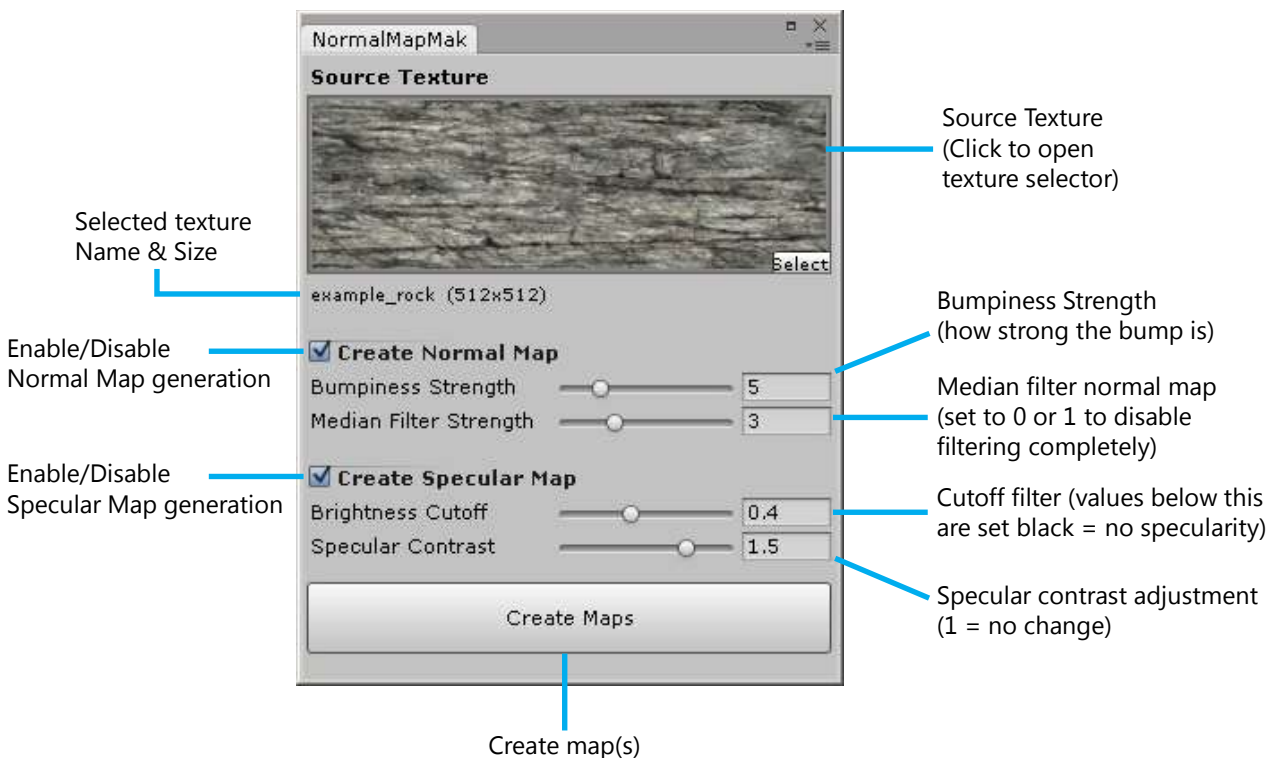 NormalMapMak
Source Texture
Source Texture
(Click to open
texture selector)
Selected texture
Name & Size
Select
example_rock (512x512)
Bumpiness Strength
(how strong the bump is)
Enable/Disable
Normal Map generation
Create Normal Map
Bumpiness Strength 5
Median Filter Strength 3
Median filter normal map
(set to 0 or 1 to disable
filtering completely)
Enable/Disable
Specular Map generation
Create Specular Map
Brightness Cutoff 0.4
Specular Contrast 1.5
Cutoff filter (values below this
are set black = no specularity)
Specular contrast adjustment
(1 = no change)
Create Maps
Create map(s)